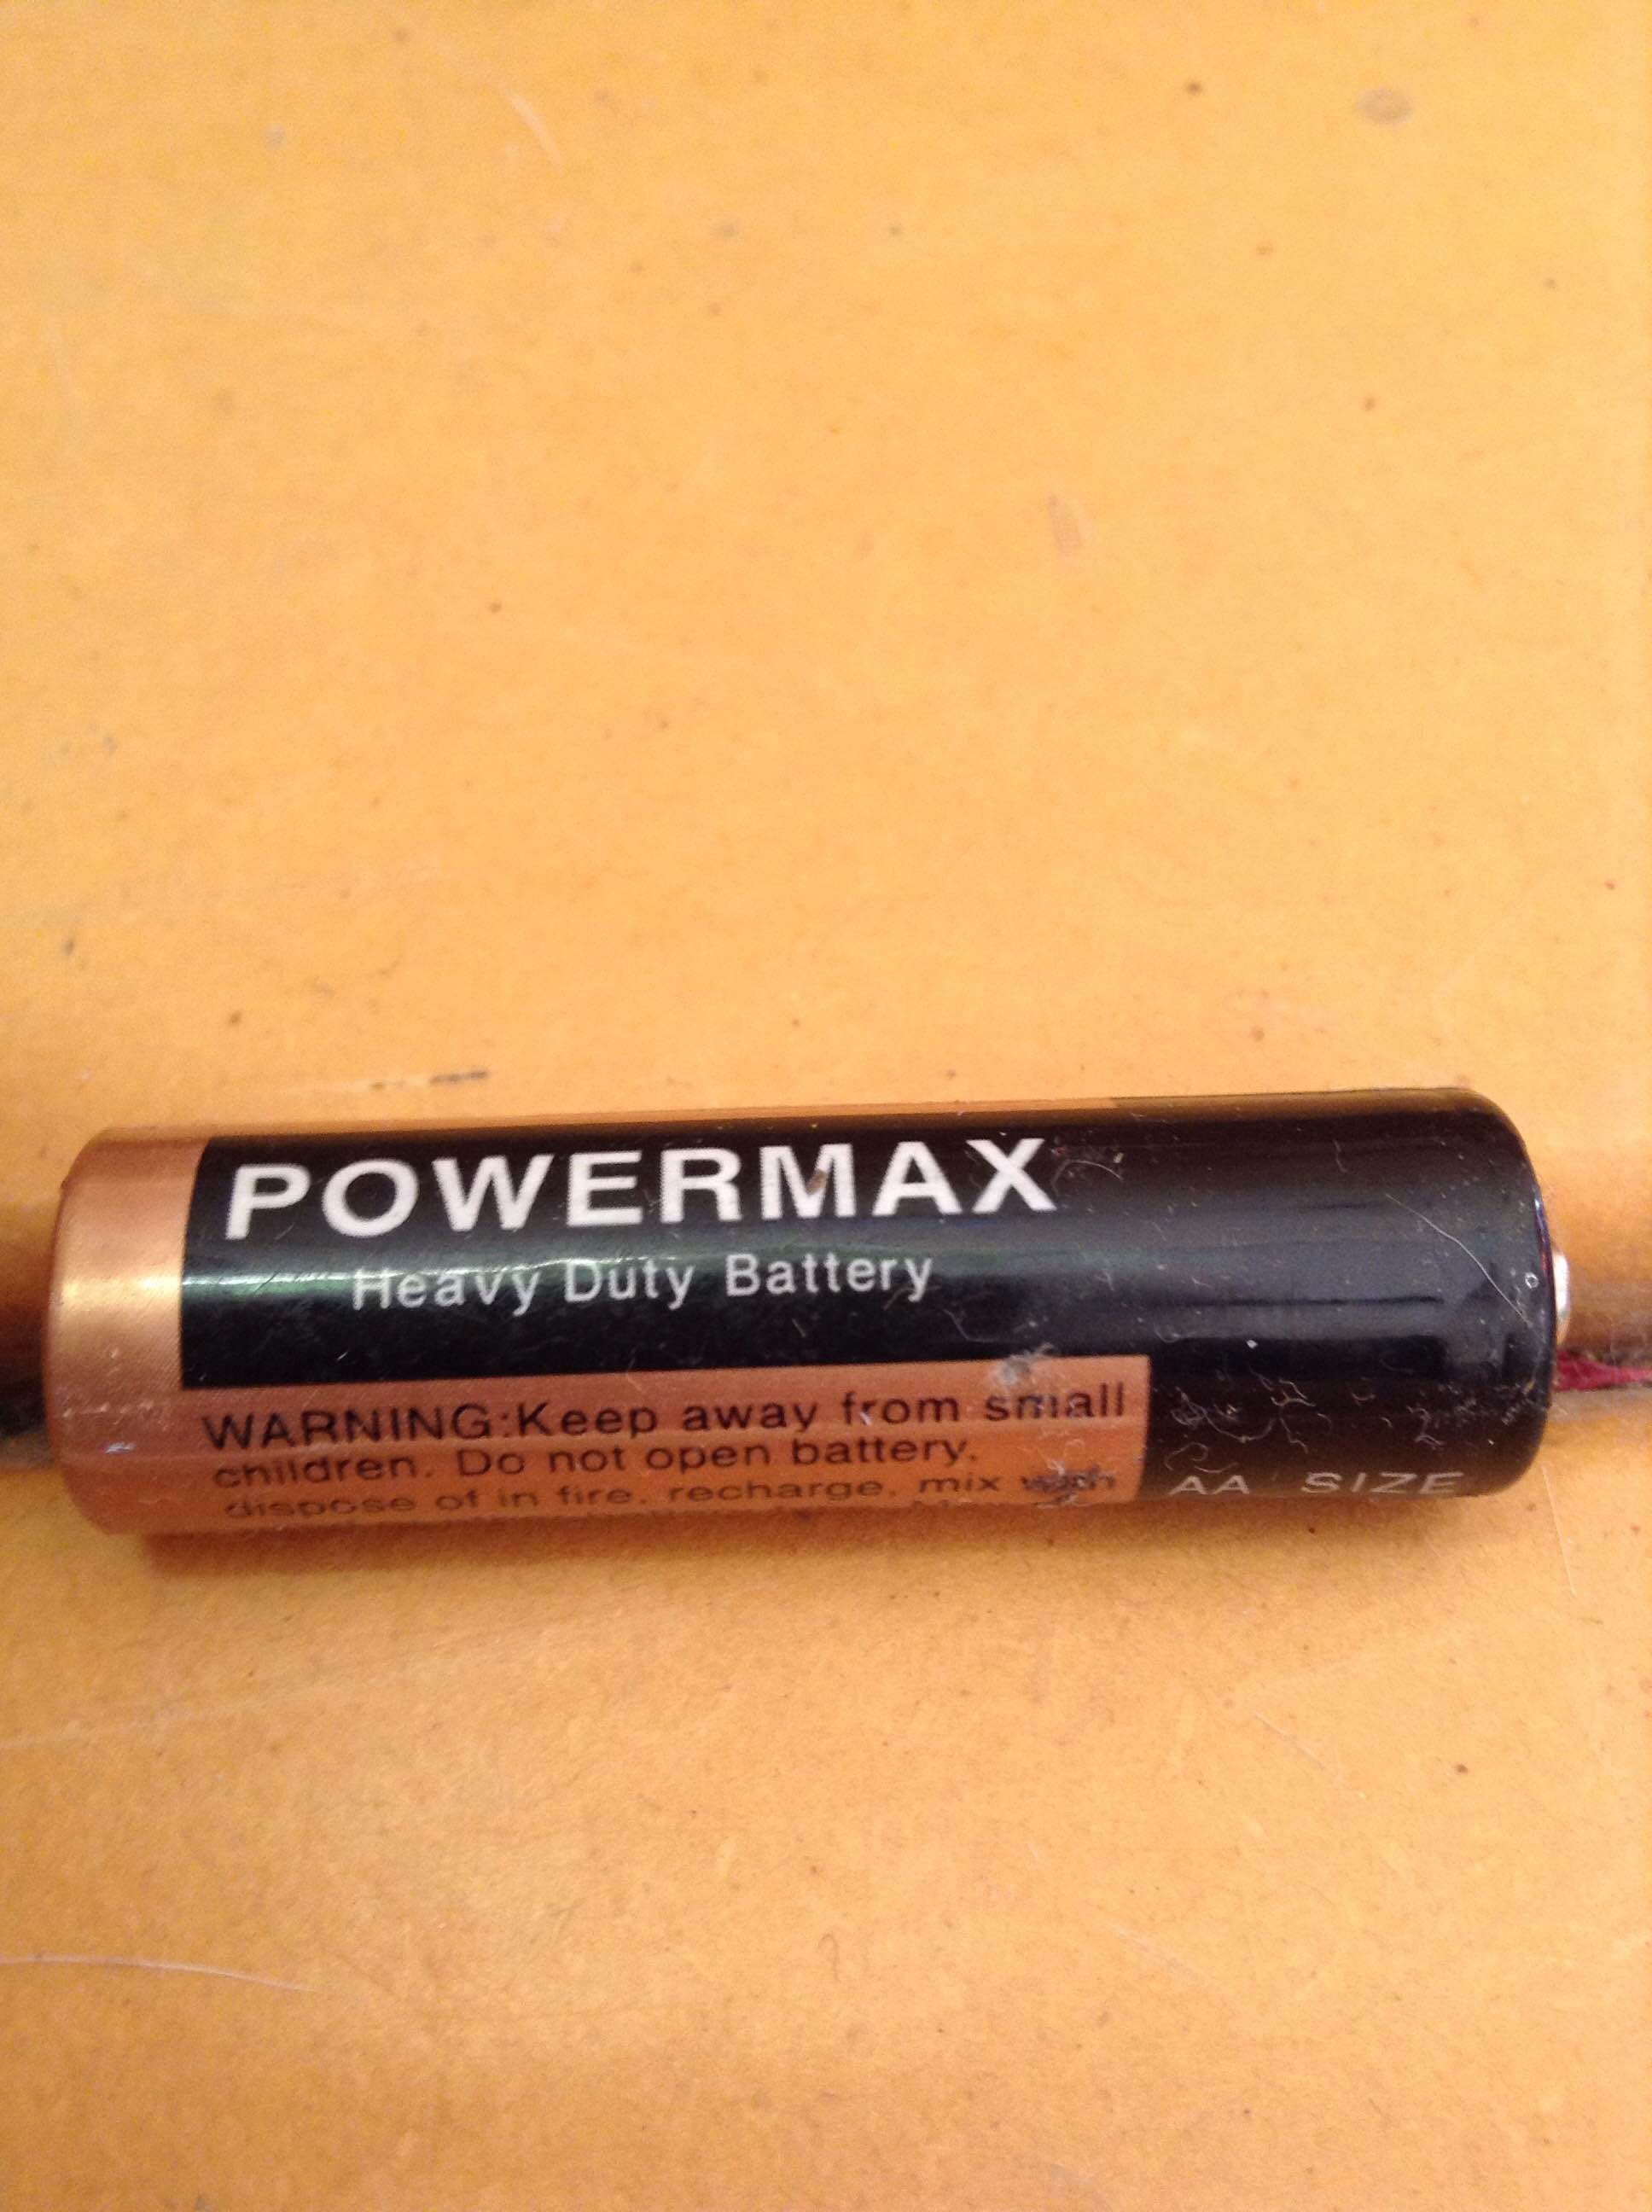 POWERMAX
Heavy Duty Battery
WARNING:Keep away from small
children. Do not open battery,
dispose of in fire, recharge, mix with
AA SIZE